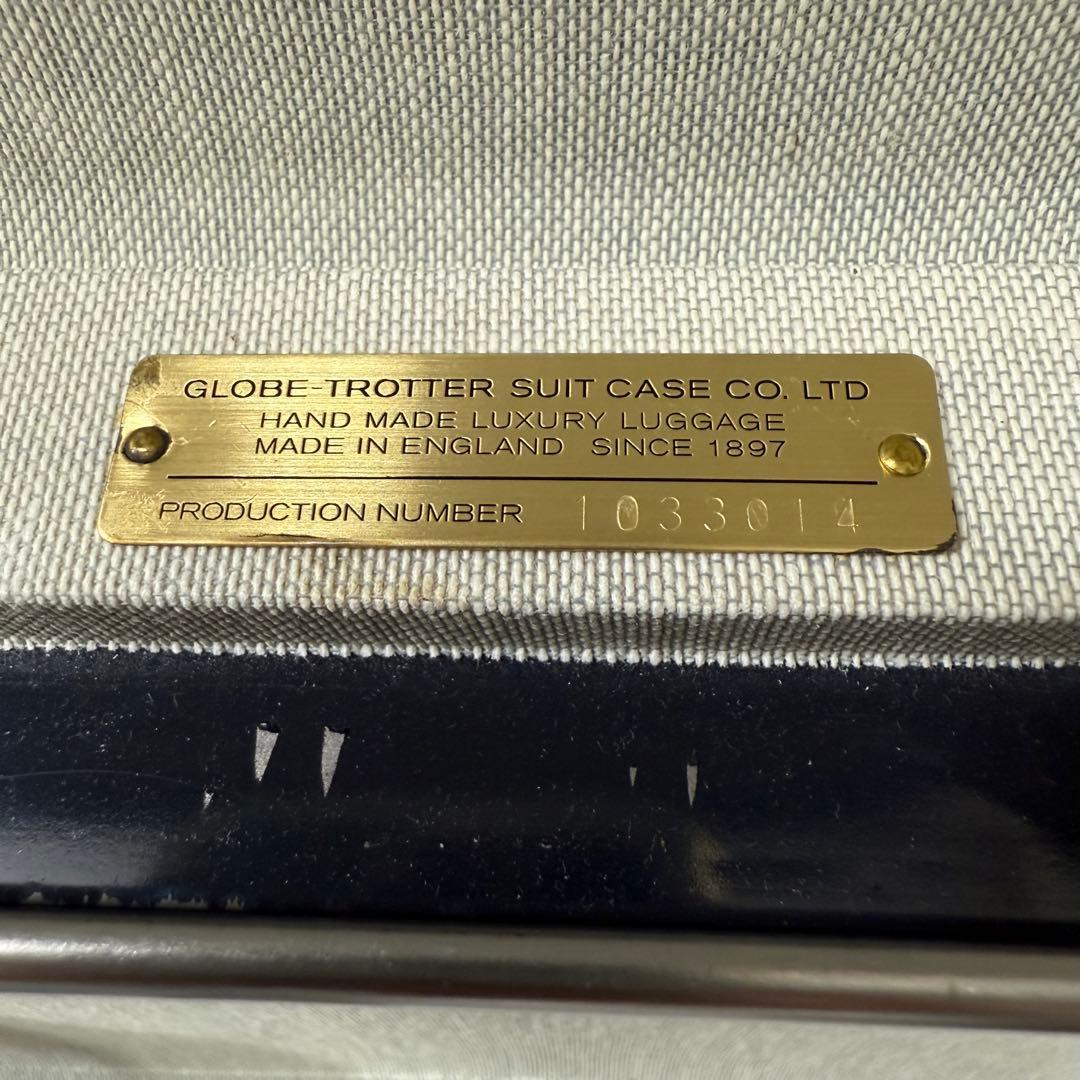 GLOBE-TROTTER SUIT CASE CO. LTD
HAND MADE LUXURY LUGGAGE
MADE IN ENGLAND SINCE 1897
PRODUCTION NUMBER 1033014